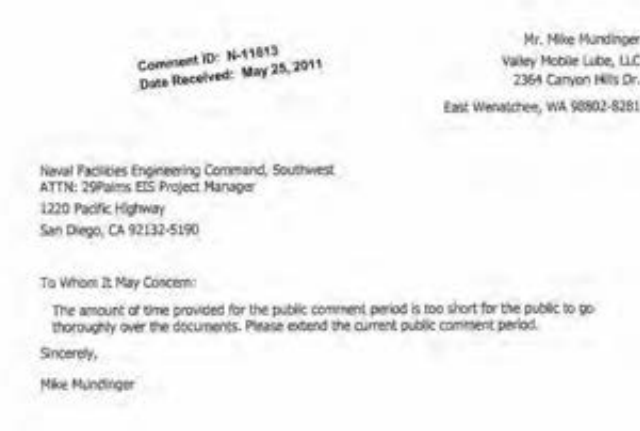 Comment ID: N-11813
Date Received: May 25, 2011
Mr. Mike Mundinger
Valley Mobile Lube, LLC
2364 Canyon Hills Dr.
East Wenatchee, WA 98802-8281
Naval Facilities Engineering Command, Southwest
ATTN: 29Palms EIS Project Manager
1220 Pacific Highway
San Diego, CA 92132-5190
To Whom It May Concern:
The amount of time provided for the public comment period is too short for the public to go
thoroughly over the documents. Please extend the current public comment period.
Sincerely,
Mike Mundinger